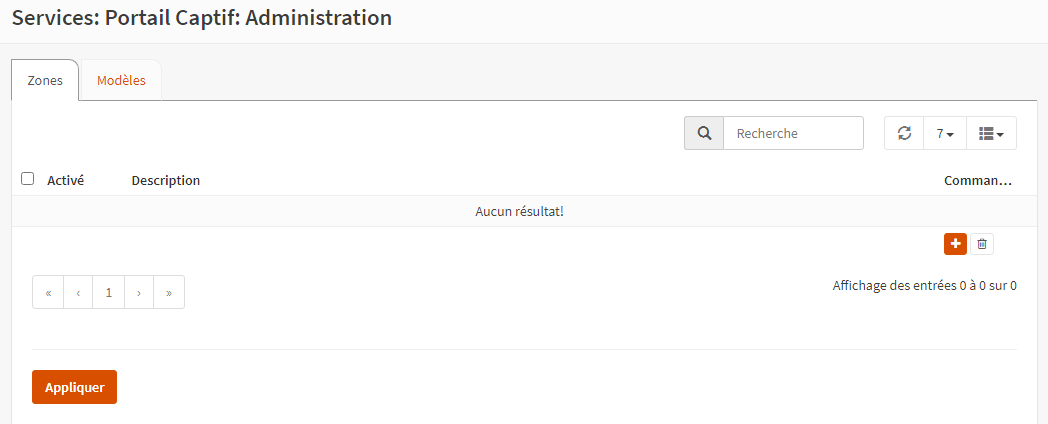 Services: Portail Captif: Administration
Zones Modèles
Recherche 7
Activé Description Comman...
Aucun résultat!
« ‹ 1 › »
Affichage des entrées 0 à 0 sur 0
Appliquer